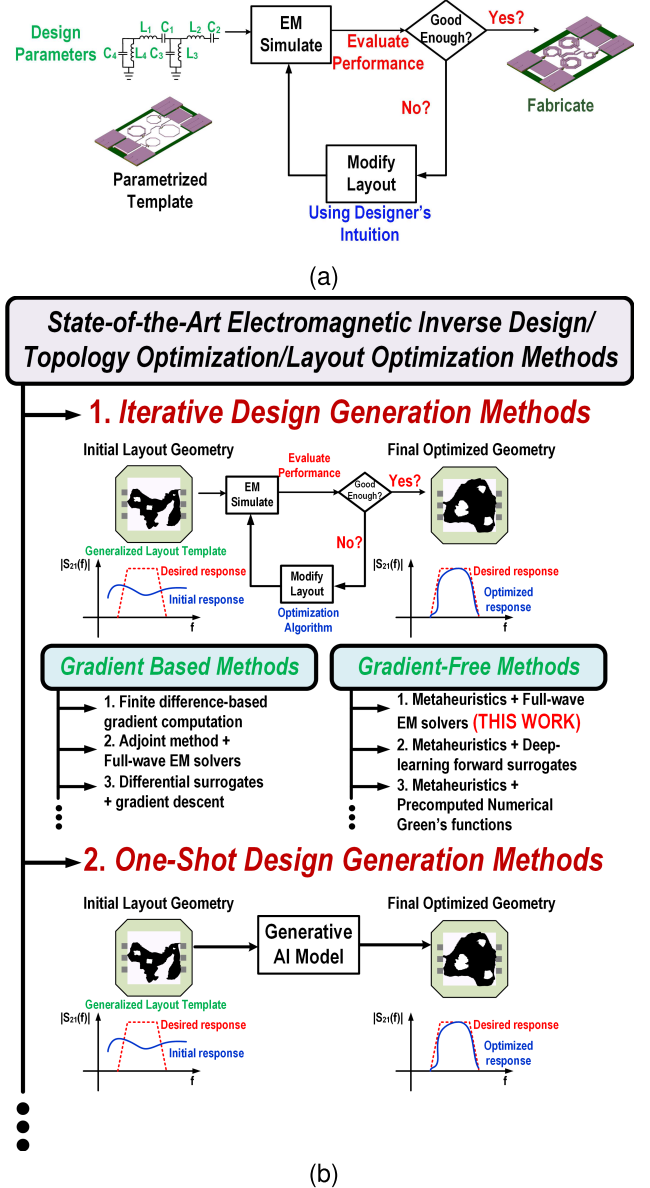 Design
Parameters
L₁ C₁ L₂ C₂
C₄ L₄ C₃ L₃
EM
Simulate
Evaluate
Performance
Good
Enough?
Yes?
No?
Fabricate
Parametrized
Template
Modify
Layout
Using Designer's
Intuition
(a)
State-of-the-Art Electromagnetic Inverse Design/
Topology Optimization/Layout Optimization Methods
1. Iterative Design Generation Methods
Initial Layout Geometry
Generalized Layout Template
EM
Simulate
Evaluate
Performance
Good
Enough?
Yes?
No?
Final Optimized Geometry
Modify
Layout
Optimization
Algorithm
|S₂₁(f)|
Desired response
Initial response
f
|S₂₁(f)|
Desired response
Optimized
response
f
Gradient Based Methods
1. Finite difference-based
gradient computation
2. Adjoint method +
Full-wave EM solvers
3. Differential surrogates
+ gradient descent
Gradient-Free Methods
1. Metaheuristics + Full-wave
EM solvers (THIS WORK)
2. Metaheuristics + Deep-
learning forward surrogates
3. Metaheuristics +
Precomputed Numerical
Green's functions
2. One-Shot Design Generation Methods
Initial Layout Geometry
Generalized Layout Template
Generative
AI Model
Final Optimized Geometry
|S₂₁(f)|
Desired response
Initial response
f
|S₂₁(f)|
Desired response
Optimized
response
f
(b)